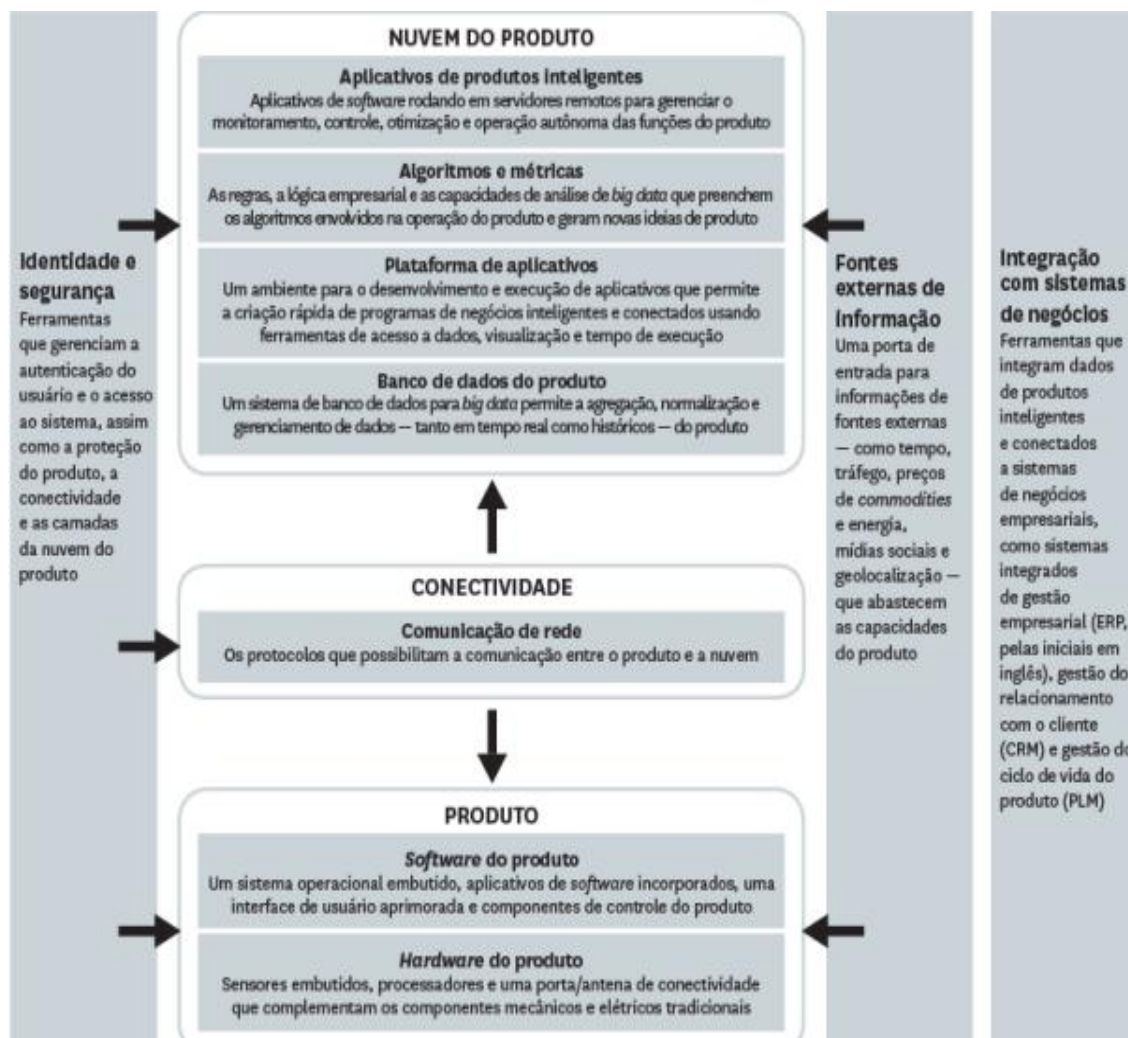 NUVEM DO PRODUTO
Aplicativos de produtos inteligentes
Aplicativos de software rodando em servidores remotos para gerenciar o
monitoramento, controle, otimização e operação autônoma das funções do produto
Algoritmos e métricas
As regras, a lógica empresarial e as capacidades de análise de big data que preenchem
os algoritmos envolvidos na operação do produto e geram novas ideias de produto
Plataforma de aplicativos
Um ambiente para o desenvolvimento e execução de aplicativos que permite
a criação rápida de programas de negócios inteligentes e conectados usando
ferramentas de acesso a dados, visualização e tempo de execução
Banco de dados do produto
Um sistema de banco de dados para big data permite a agregação, normalização e
gerenciamento de dados — tanto em tempo real como históricos — do produto
CONECTIVIDADE
Comunicação de rede
Os protocolos que possibilitam a comunicação entre o produto e a nuvem
PRODUTO
Software do produto
Um sistema operacional embutido, aplicativos de software incorporados, uma
interface de usuário aprimorada e componentes de controle do produto
Hardware do produto
Sensores embutidos, processadores e uma porta/antena de conectividade
que complementam os componentes mecânicos e elétricos tradicionais
Identidade e
segurança
Ferramentas
que gerenciam a
autenticação do
usuário e o acesso
ao sistema, assim
como a proteção
do produto, a
conectividade
e as camadas
da nuvem do
produto
Fontes
externas de
informação
Uma porta de
entrada para
informações de
fontes externas
— como tempo,
tráfego, preços
de commodities
e energia,
mídias sociais e
geolocalização —
que abastecem
as capacidades
do produto
Integração
com sistemas
de negócios
Ferramentas que
integram dados
de produtos
inteligentes
e conectados
a sistemas
de negócios
empresariais,
como sistemas
integrados
de gestão
empresarial (ERP,
pelas iniciais em
inglês), gestão do
relacionamento
com o cliente
(CRM) e gestão do
ciclo de vida do
produto (PLM)